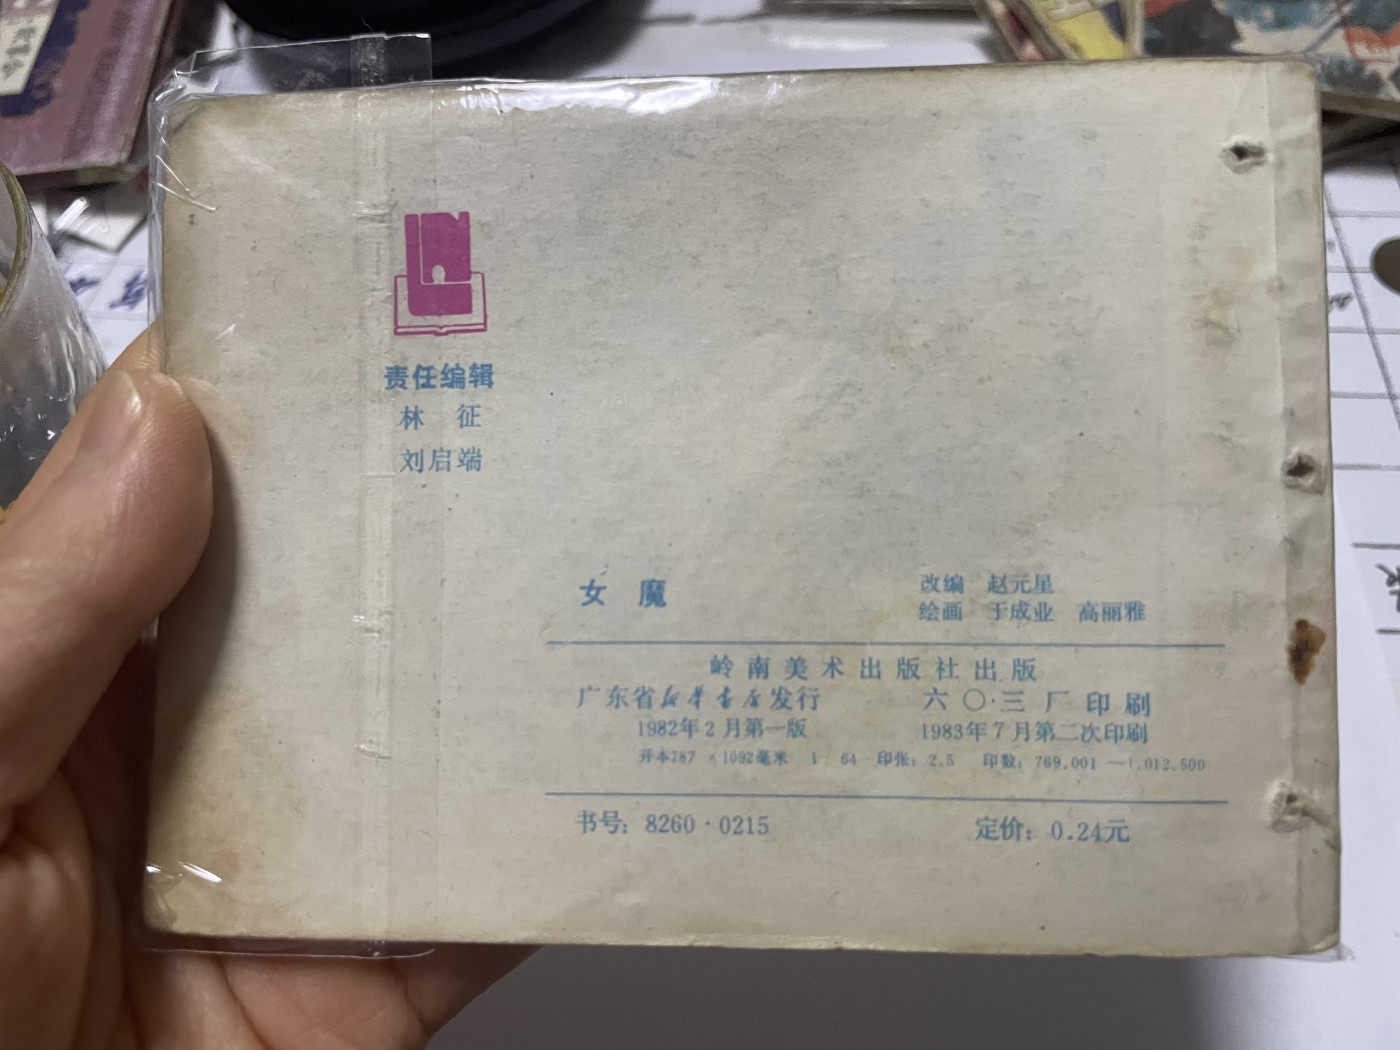 责任编辑
林 征
刘启端
女 魔
改编 赵元星
绘画 于成业 高丽雅
岭南美术出版社出版
广东省新华书店发行 六〇·三厂印刷
1982年2月第一版 1983年7月第二次印刷
开本787×1092毫米 1/64 印张：2.5 印数：769.001—1.012.500
书号：8260·0215 定价：0.24元